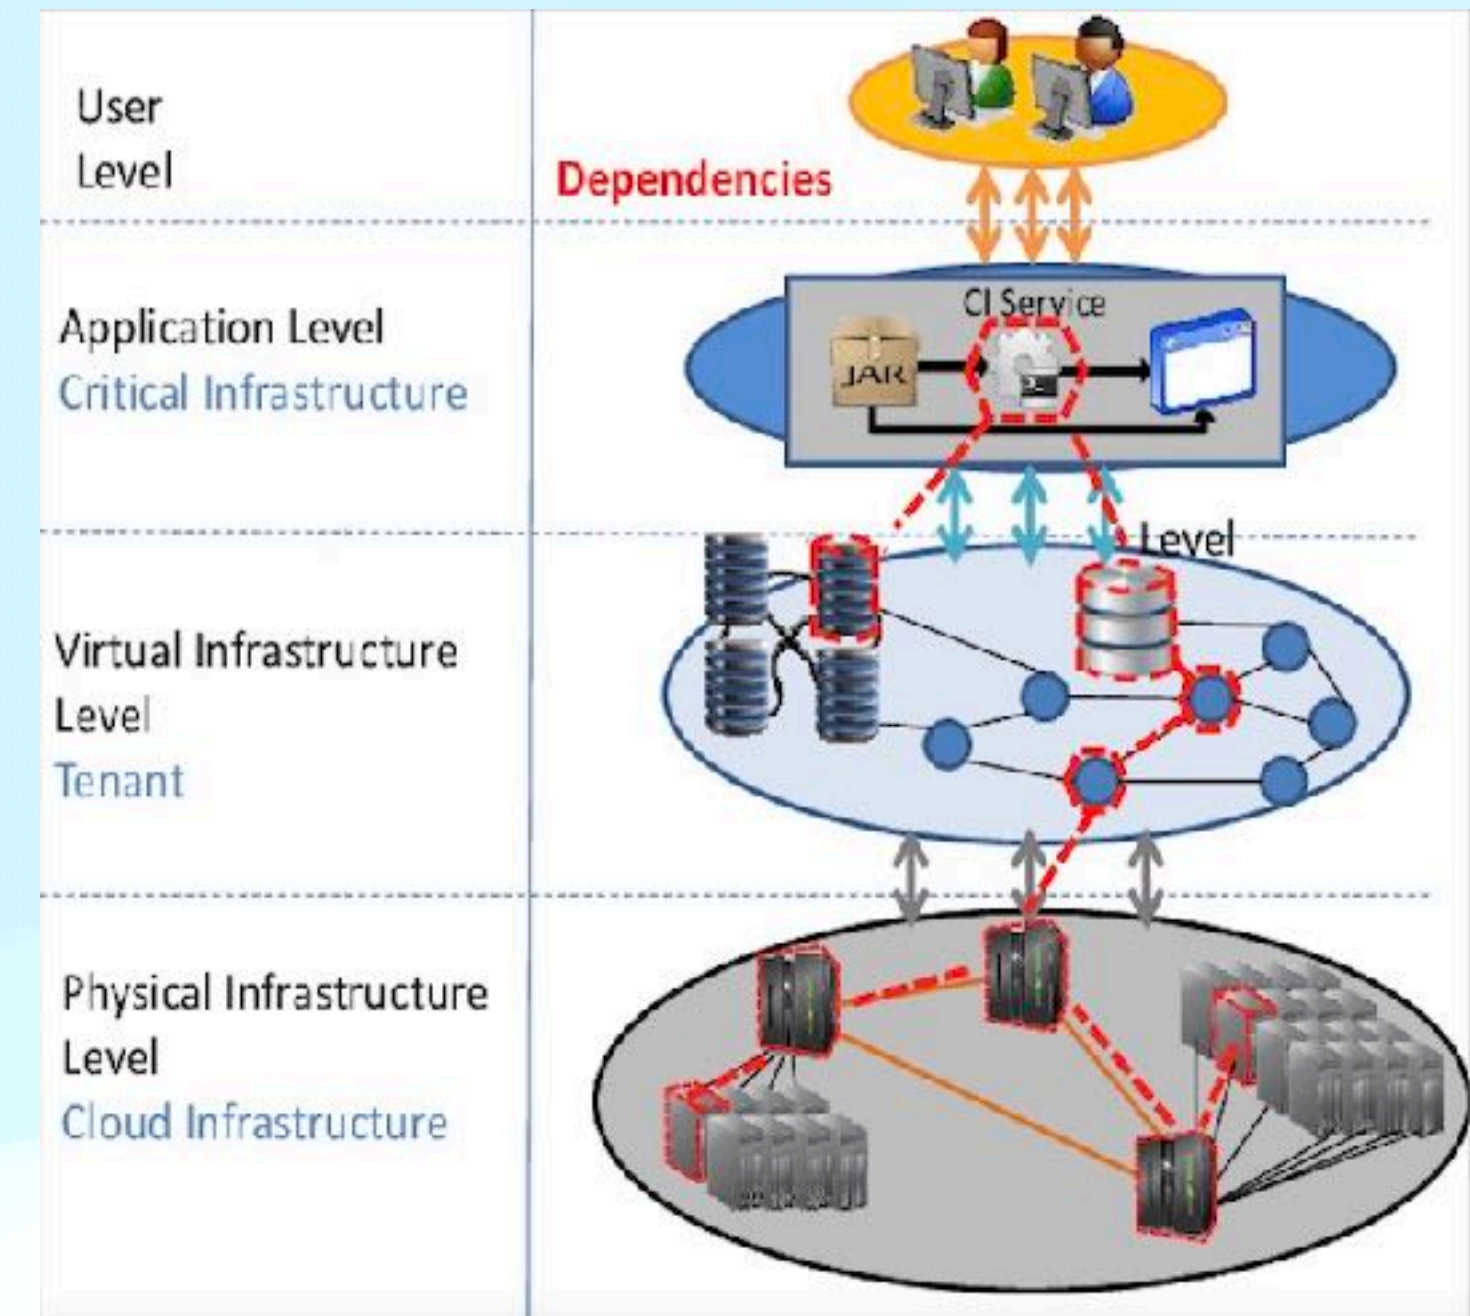 User
Level
Dependencies
Application Level
Critical Infrastructure
CI Service
JAR
Level
Virtual Infrastructure
Level
Tenant
Physical Infrastructure
Level
Cloud Infrastructure